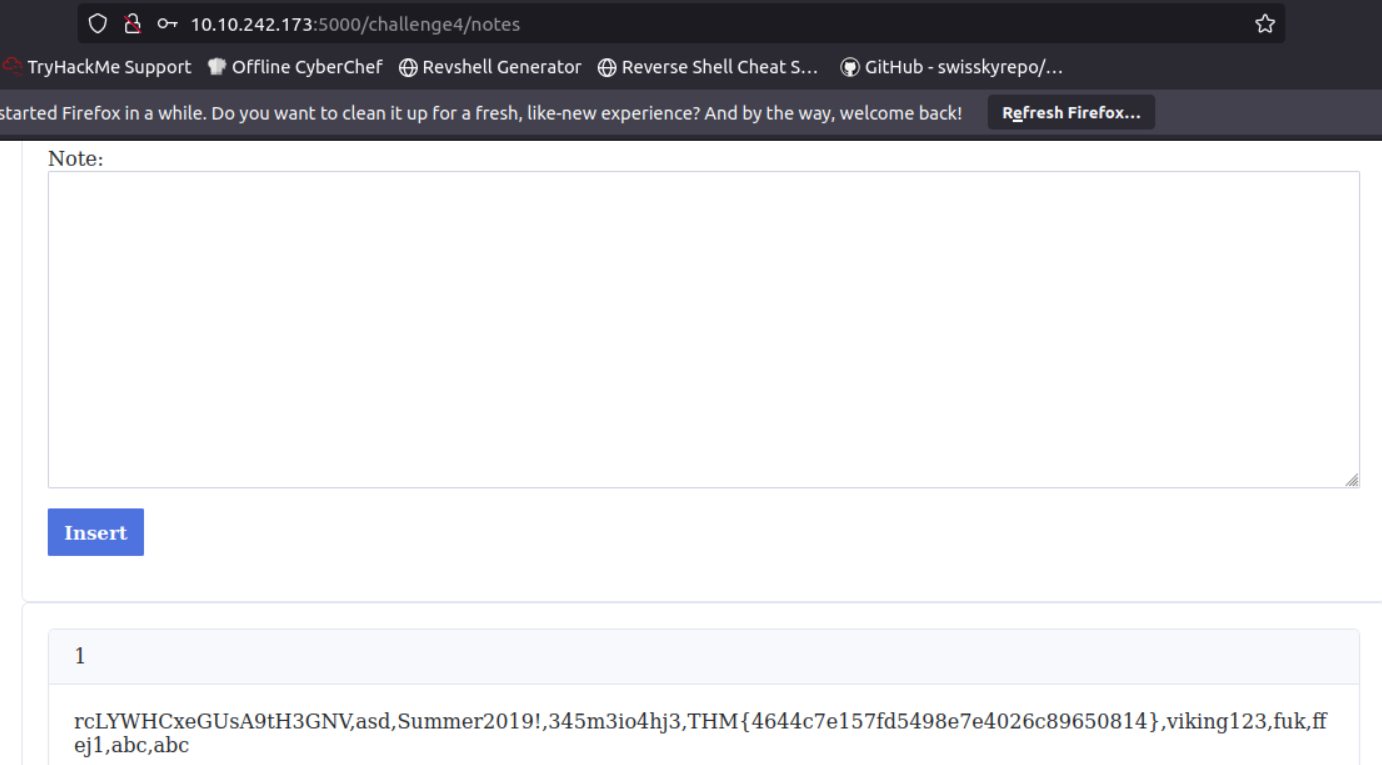 10.10.242.173:5000/challenge4/notes
TryHackMe Support Offline CyberChef Revshell Generator Reverse Shell Cheat S… GitHub - swisskyrepo/…
started Firefox in a while. Do you want to clean it up for a fresh, like-new experience? And by the way, welcome back! Refresh Firefox…
Note:
Insert
1
rcLYWHCxeGUsA9tH3GNV,asd,Summer2019!,345m3io4hj3,THM{4644c7e157fd5498e7e4026c89650814},viking123,fuk,ff
ej1,abc,abc